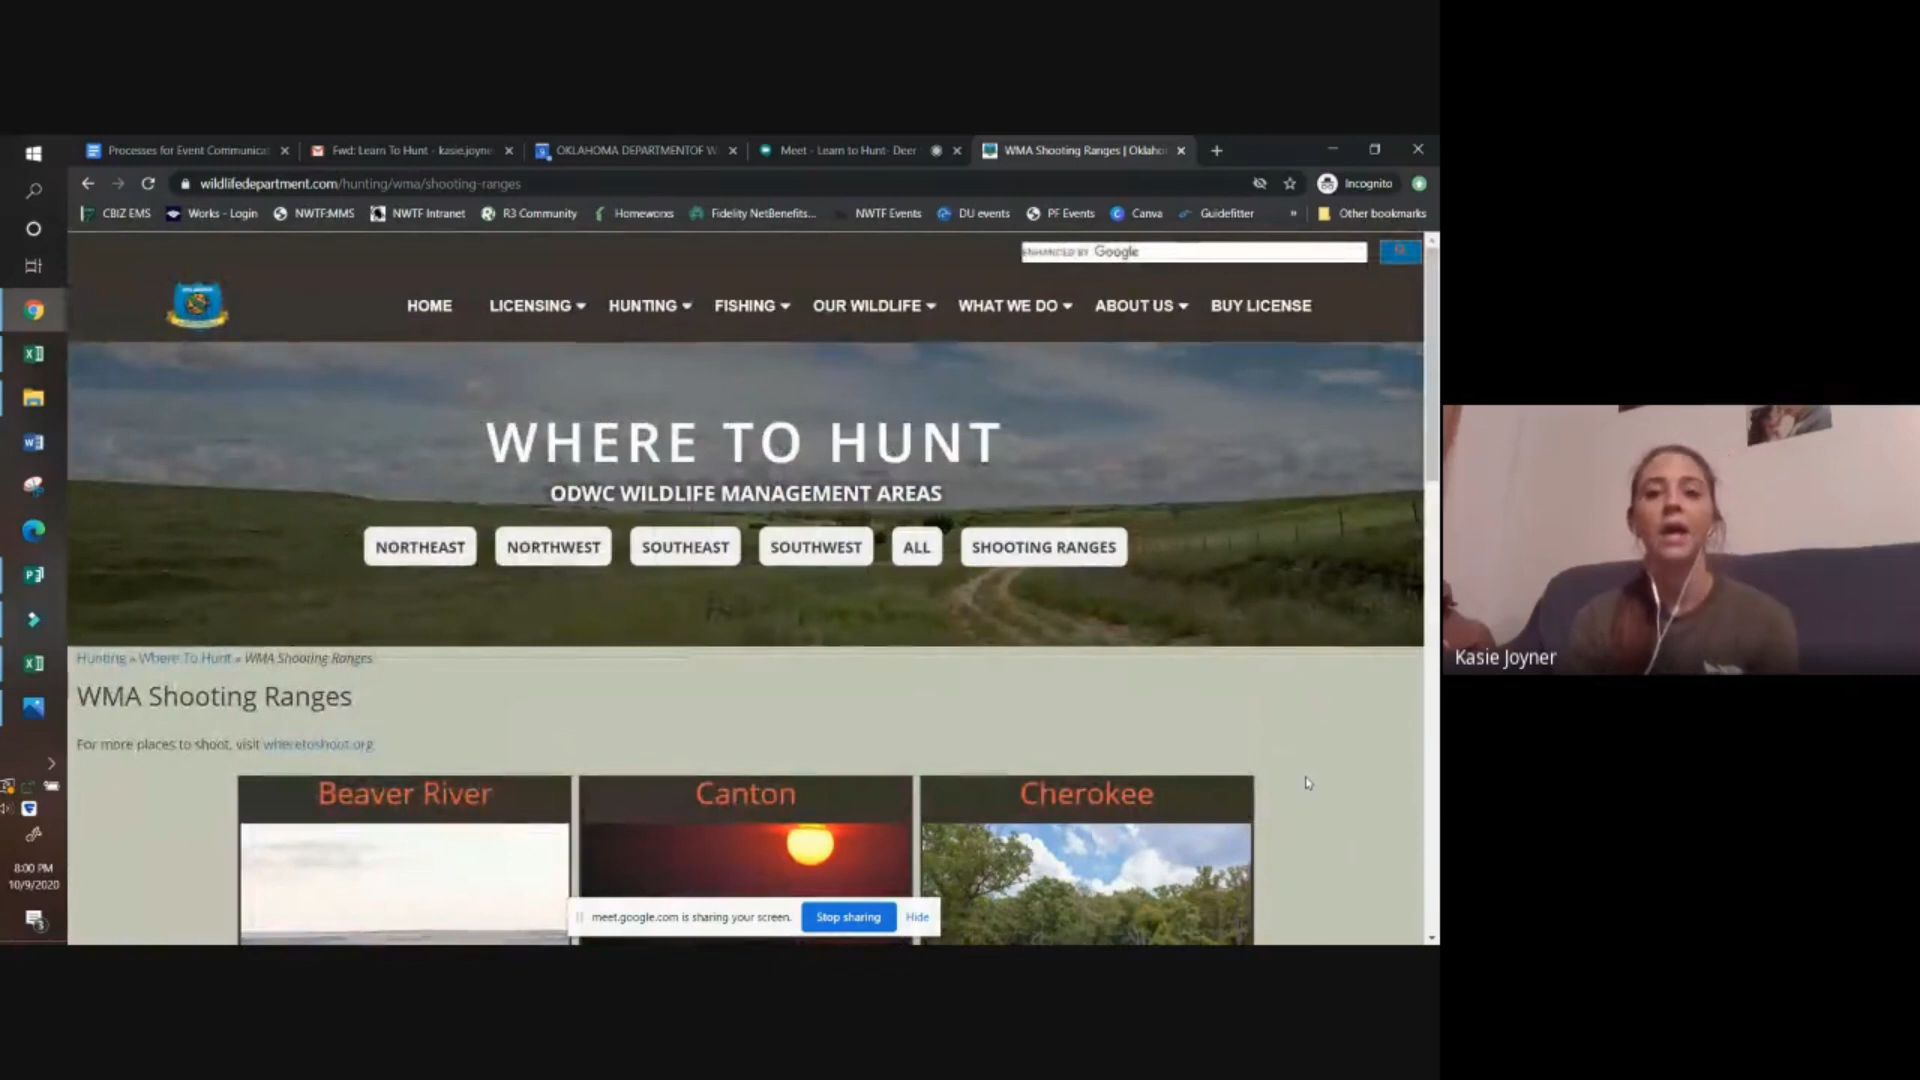 Processes for Event Communica
Fwd: Learn To Hunt - kasie.joyne
OKLAHOMA DEPARTMENTOF W
Meet - Learn to Hunt- Deer
WMA Shooting Ranges | Oklaho
wildlifedepartment.com/hunting/wma/shooting-ranges
Incognito
CBIZ EMS
Works - Login
NWTF:MMS
NWTF Intranet
R3 Community
Homeworks
Fidelity NetBenefits...
NWTF Events
DU events
PF Events
Canva
Guidefitter
»
Other bookmarks
ENHANCED BY Google
HOME
LICENSING
HUNTING
FISHING
OUR WILDLIFE
WHAT WE DO
ABOUT US
BUY LICENSE
WHERE TO HUNT
ODWC WILDLIFE MANAGEMENT AREAS
NORTHEAST
NORTHWEST
SOUTHEAST
SOUTHWEST
ALL
SHOOTING RANGES
Hunting » Where To Hunt » WMA Shooting Ranges
WMA Shooting Ranges
For more places to shoot, visit wheretoshoot.org
Beaver River
Canton
Cherokee
meet.google.com is sharing your screen.
Stop sharing
Hide
8:00 PM
10/9/2020
Kasie Joyner